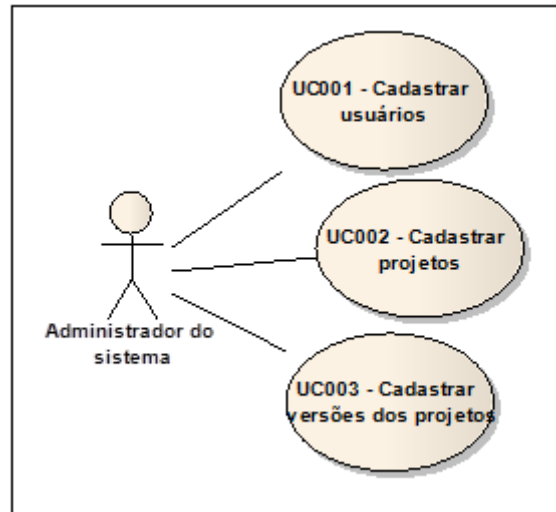 UC001 - Cadastrar
usuários
UC002 - Cadastrar
projetos
Administrador do
sistema
UC003 - Cadastrar
versões dos projetos